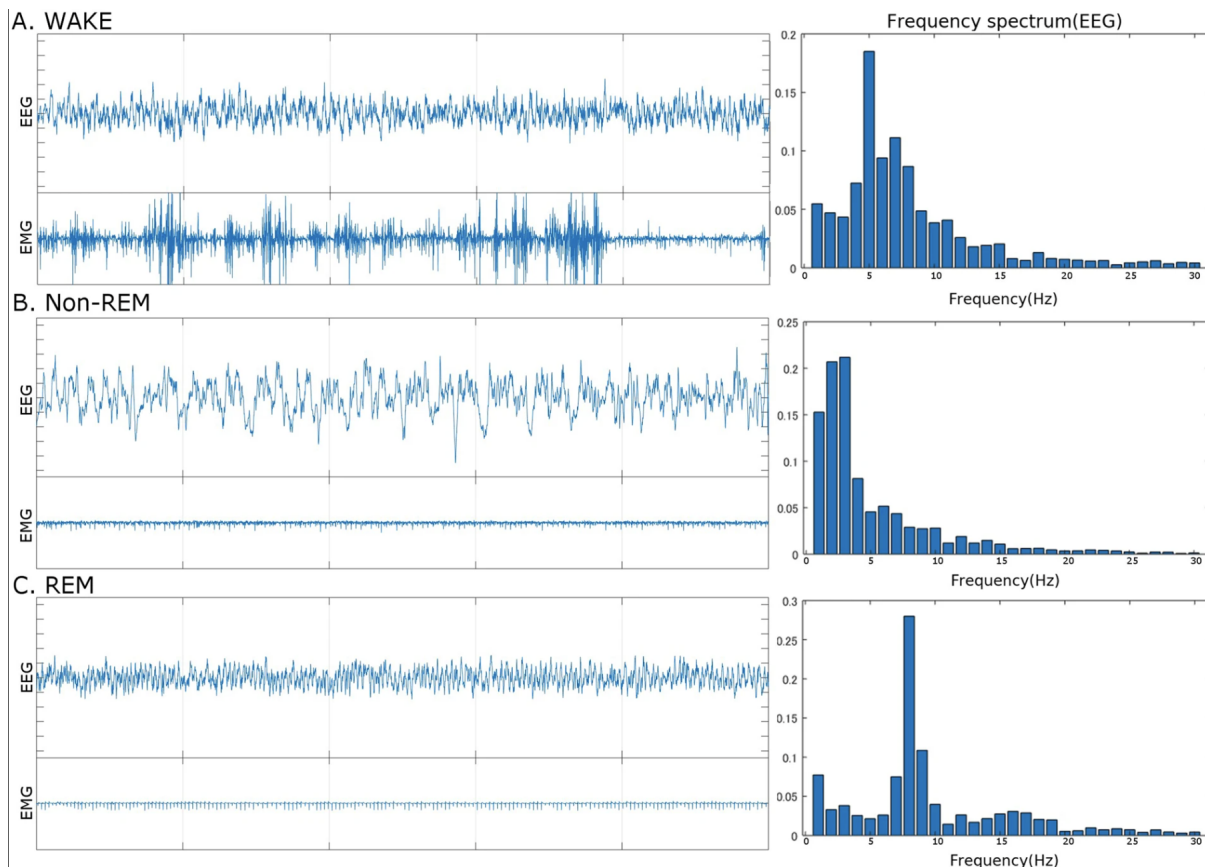 A. WAKE
Frequency spectrum(EEG)
EEG
EMG
0.2
0.15
0.1
0.05
0
0 5 10 15 20 25 30
Frequency(Hz)
B. Non-REM
EEG
EMG
0.25
0.2
0.15
0.1
0.05
0
0 5 10 15 20 25 30
Frequency(Hz)
C. REM
EEG
EMG
0.3
0.25
0.2
0.15
0.1
0.05
0
0 5 10 15 20 25 30
Frequency(Hz)